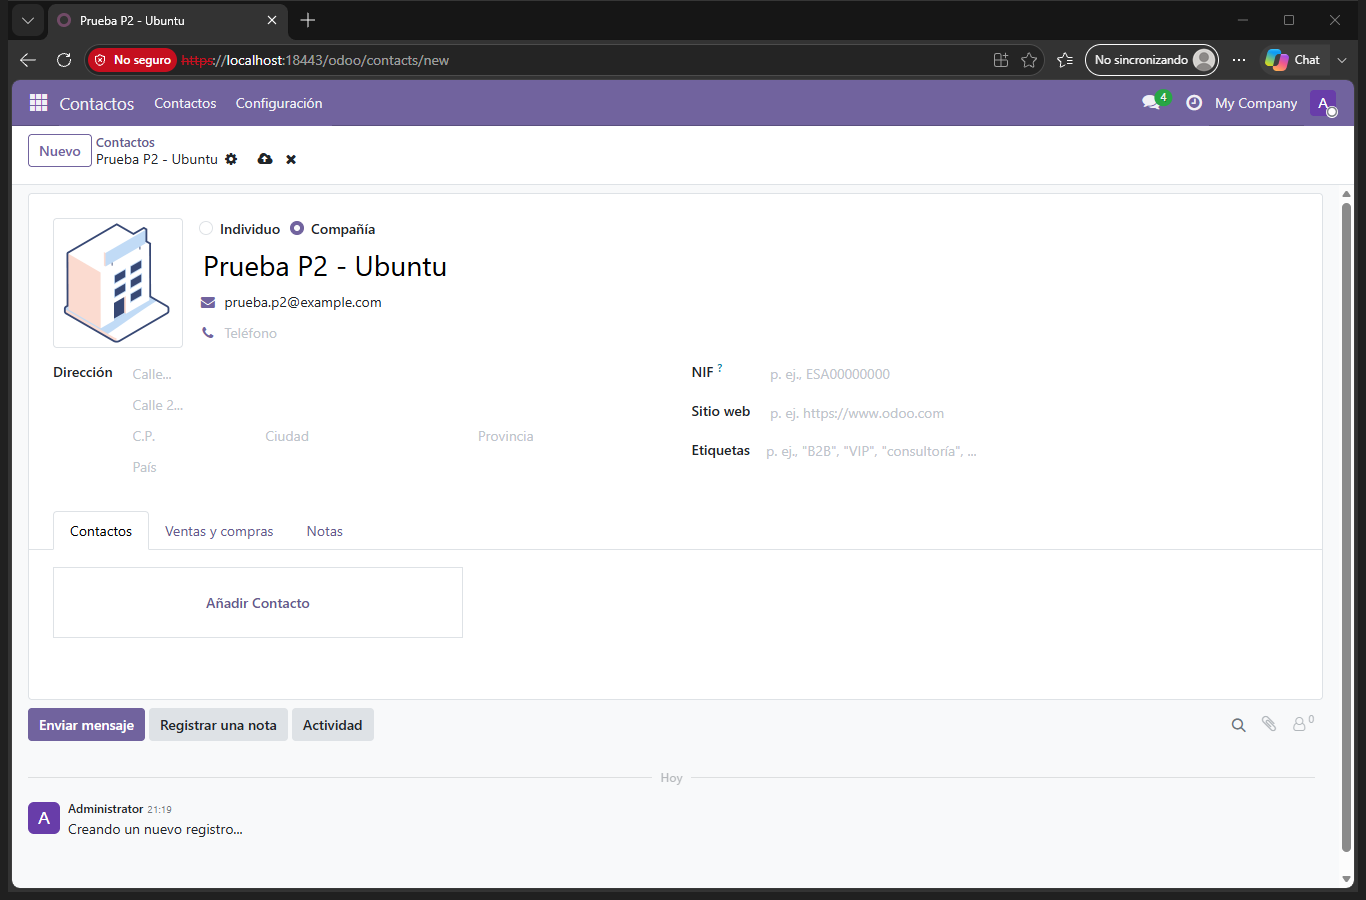 Prueba P2 - Ubuntu
No seguro https://localhost:18443/odoo/contacts/new No sincronizando Chat
Contactos Contactos Configuración 4 My Company A
Nuevo Contactos
Prueba P2 - Ubuntu
Individuo Compañía
Prueba P2 - Ubuntu
prueba.p2@example.com
Teléfono
Dirección Calle... NIF ? p. ej., ESA00000000
Calle 2... Sitio web p. ej. https://www.odoo.com
C.P. Ciudad Provincia Etiquetas p. ej., "B2B", "VIP", "consultoría", ...
País
Contactos Ventas y compras Notas
Añadir Contacto
Enviar mensaje Registrar una nota Actividad 0
Hoy
A Administrator 21:19
Creando un nuevo registro...